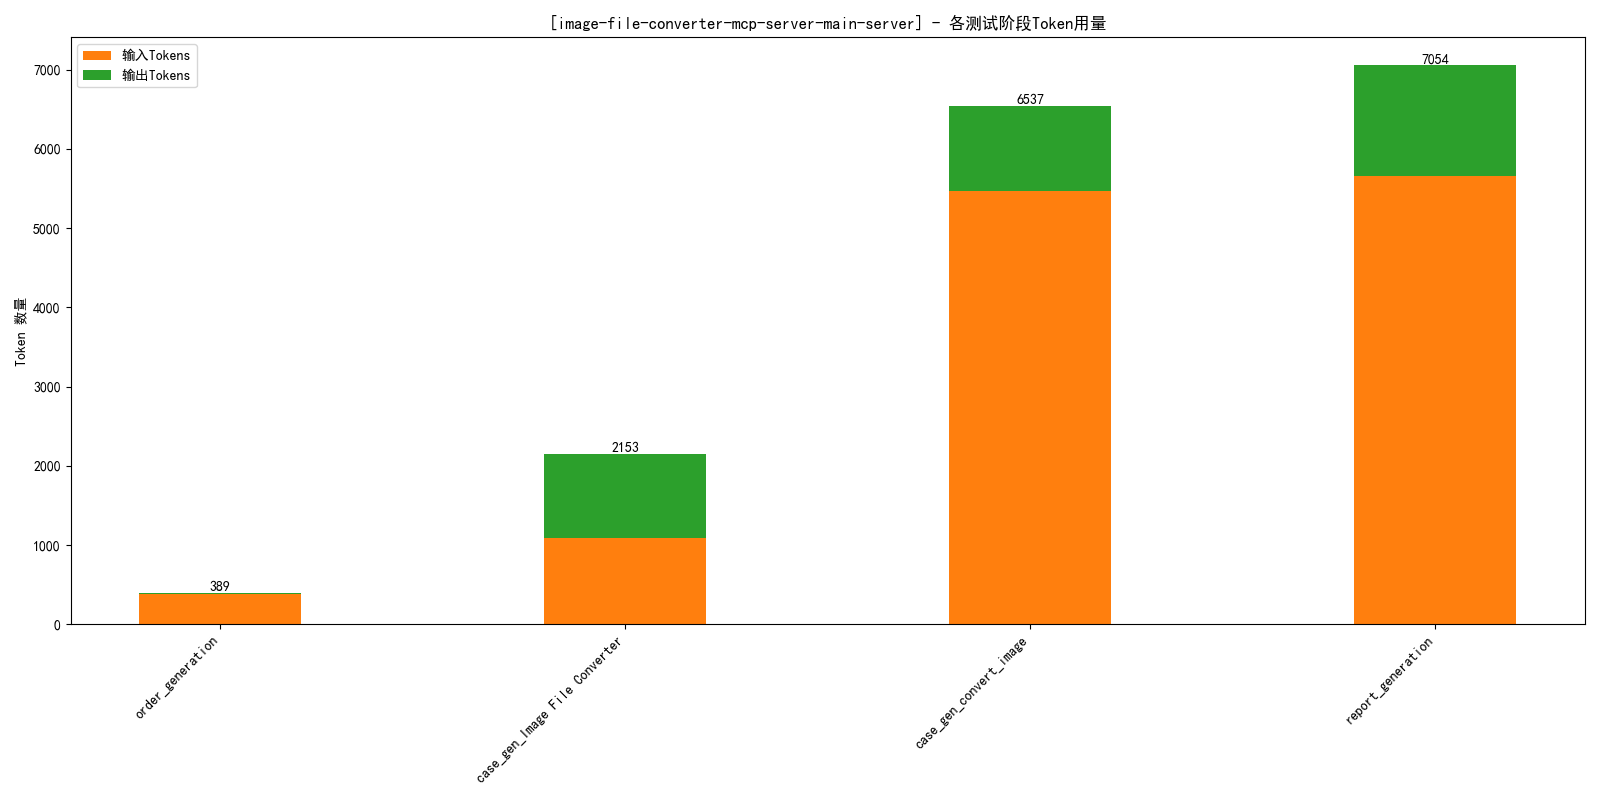 [image-file-converter-mcp-server-main-server] - 各测试阶段Token用量
输入Tokens
输出Tokens
Token 数量
7000
6000
5000
4000
3000
2000
1000
0
389
2153
6537
7054
order_generation
case_gen_Image File Converter
case_gen_convert_image
report_generation